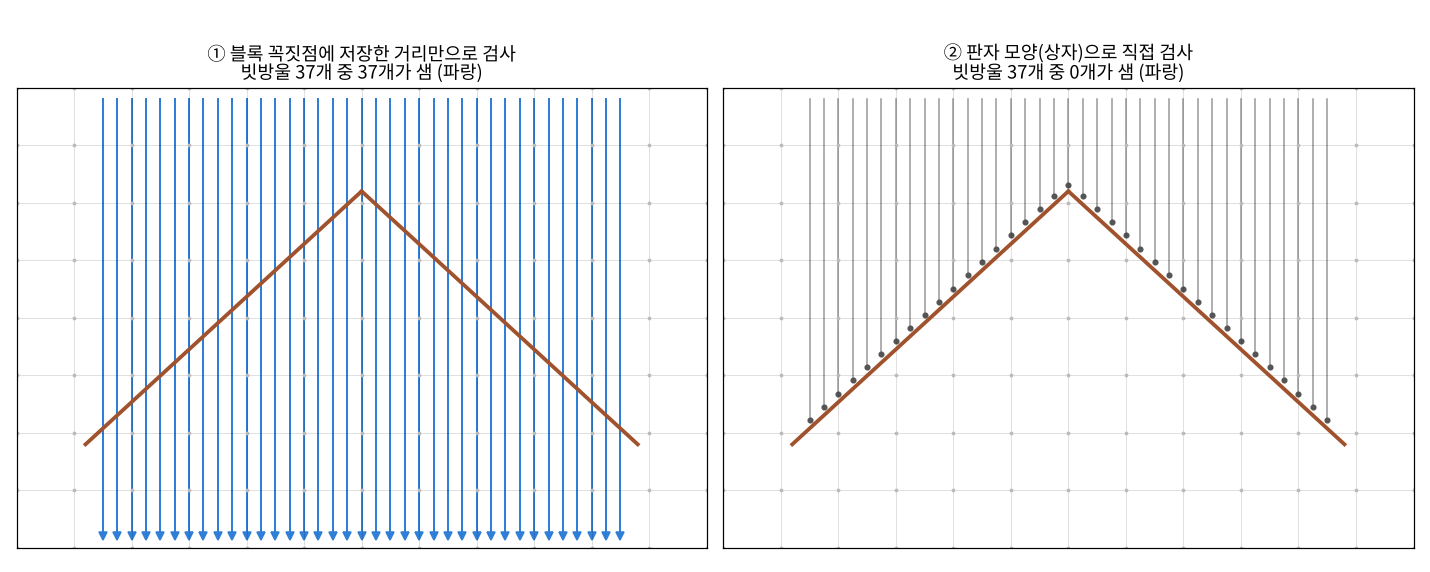 ① 블록 꼭짓점에 저장한 거리만으로 검사
빗방울 37개 중 37개가 샘 (파랑)
② 판자 모양(상자)으로 직접 검사
빗방울 37개 중 0개가 샘 (파랑)